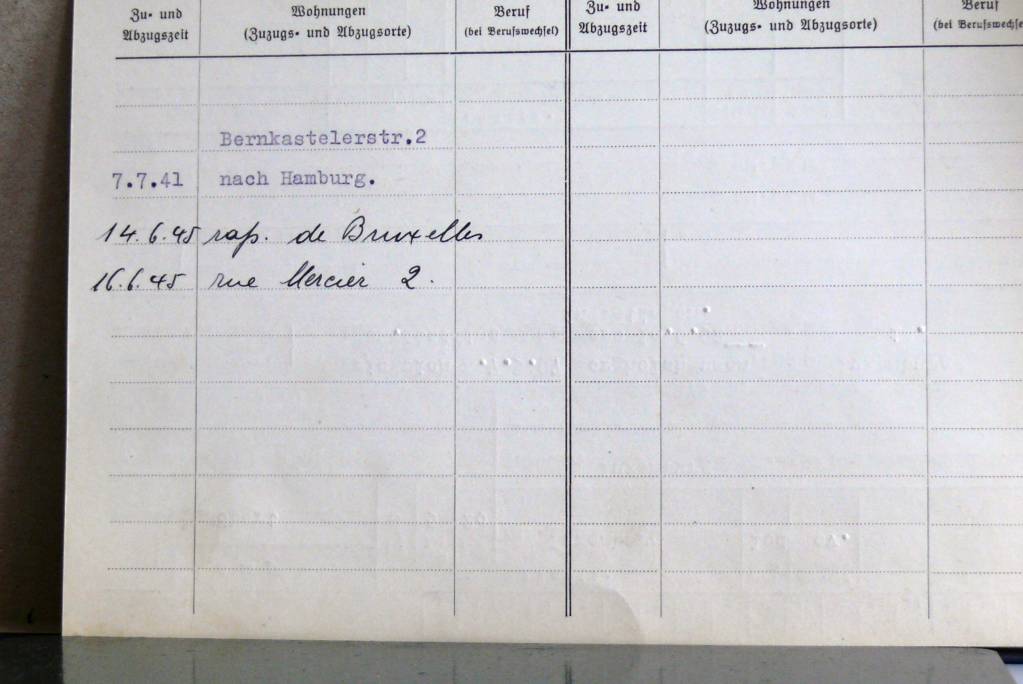 Zu- und Wohnungen Beruf Zu- und Wohnungen Beruf
Abzugszeit (Zuzugs- und Abzugsorte) (bei Berufswechsel) Abzugszeit (Zuzugs- und Abzugsorte) (bei Berufswechse
Bernkastelerstr.2
7.7.41 nach Hamburg.
14.6.45 rap. de Bruxelles
16.6.45 rue Mercier 2.